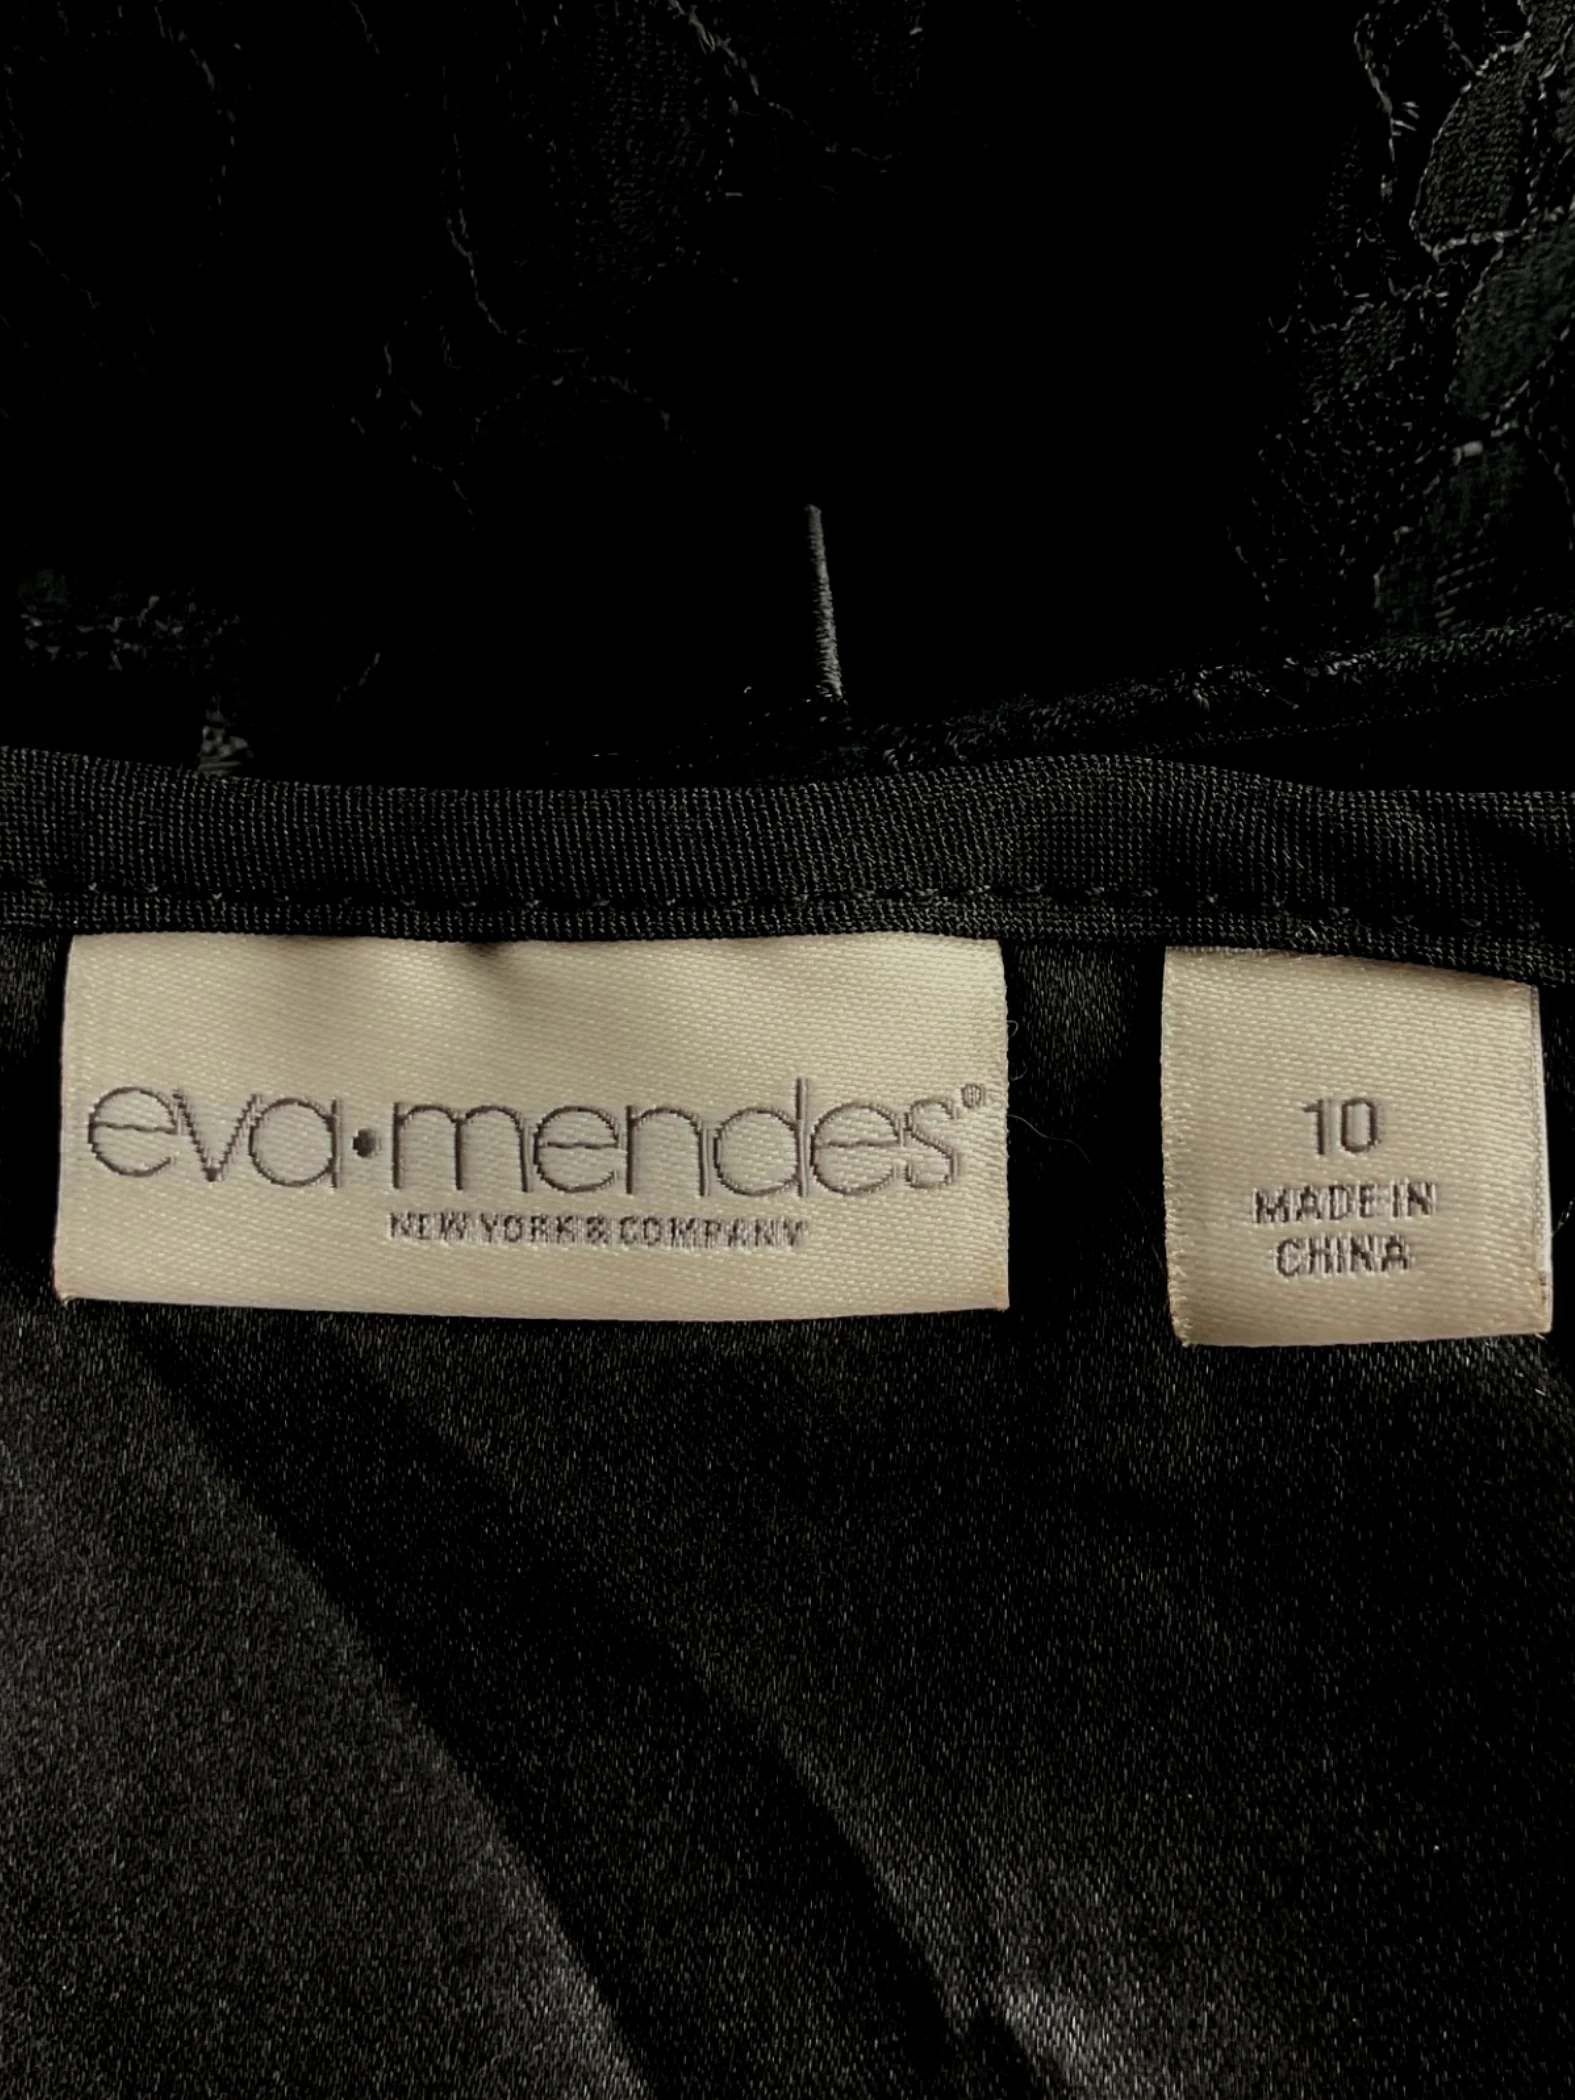 eva·mendes®
NEW YORK & COMPANY
10
MADE IN
CHINA